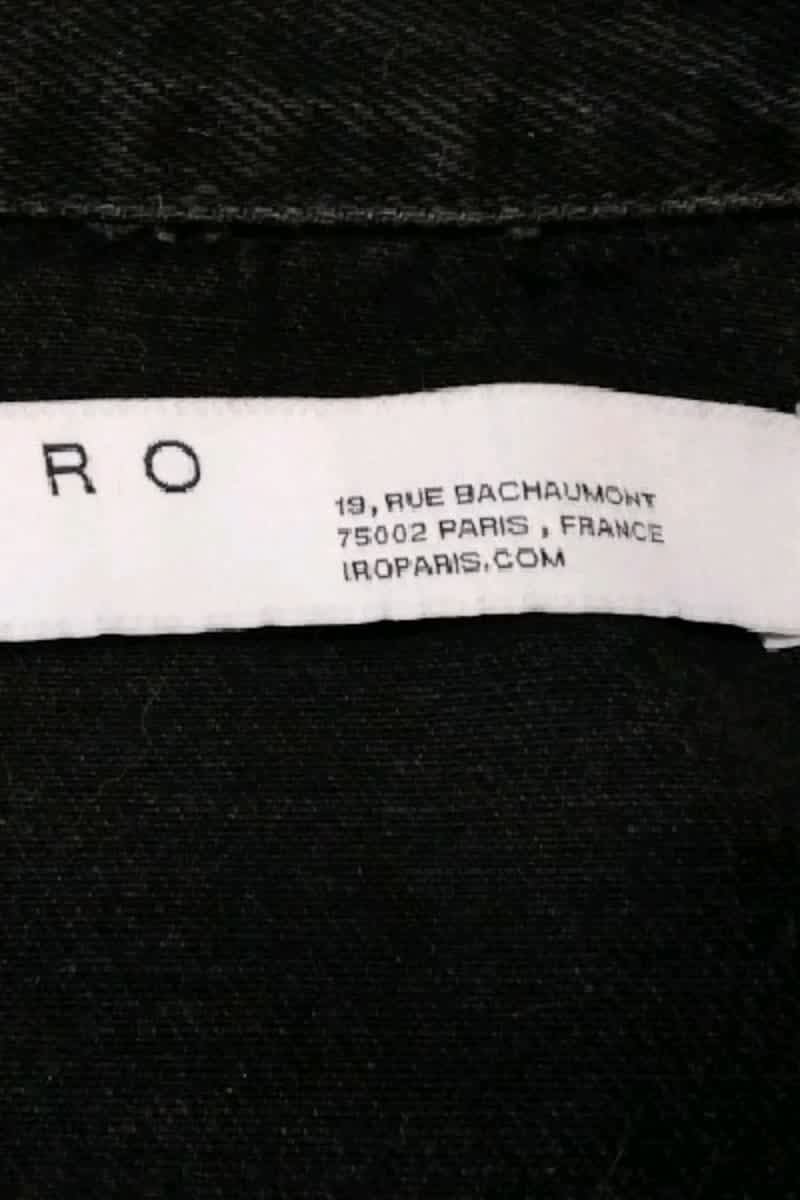 R O
19, RUE BACHAUMONT
75002 PARIS , FRANCE
IROPARIS.COM